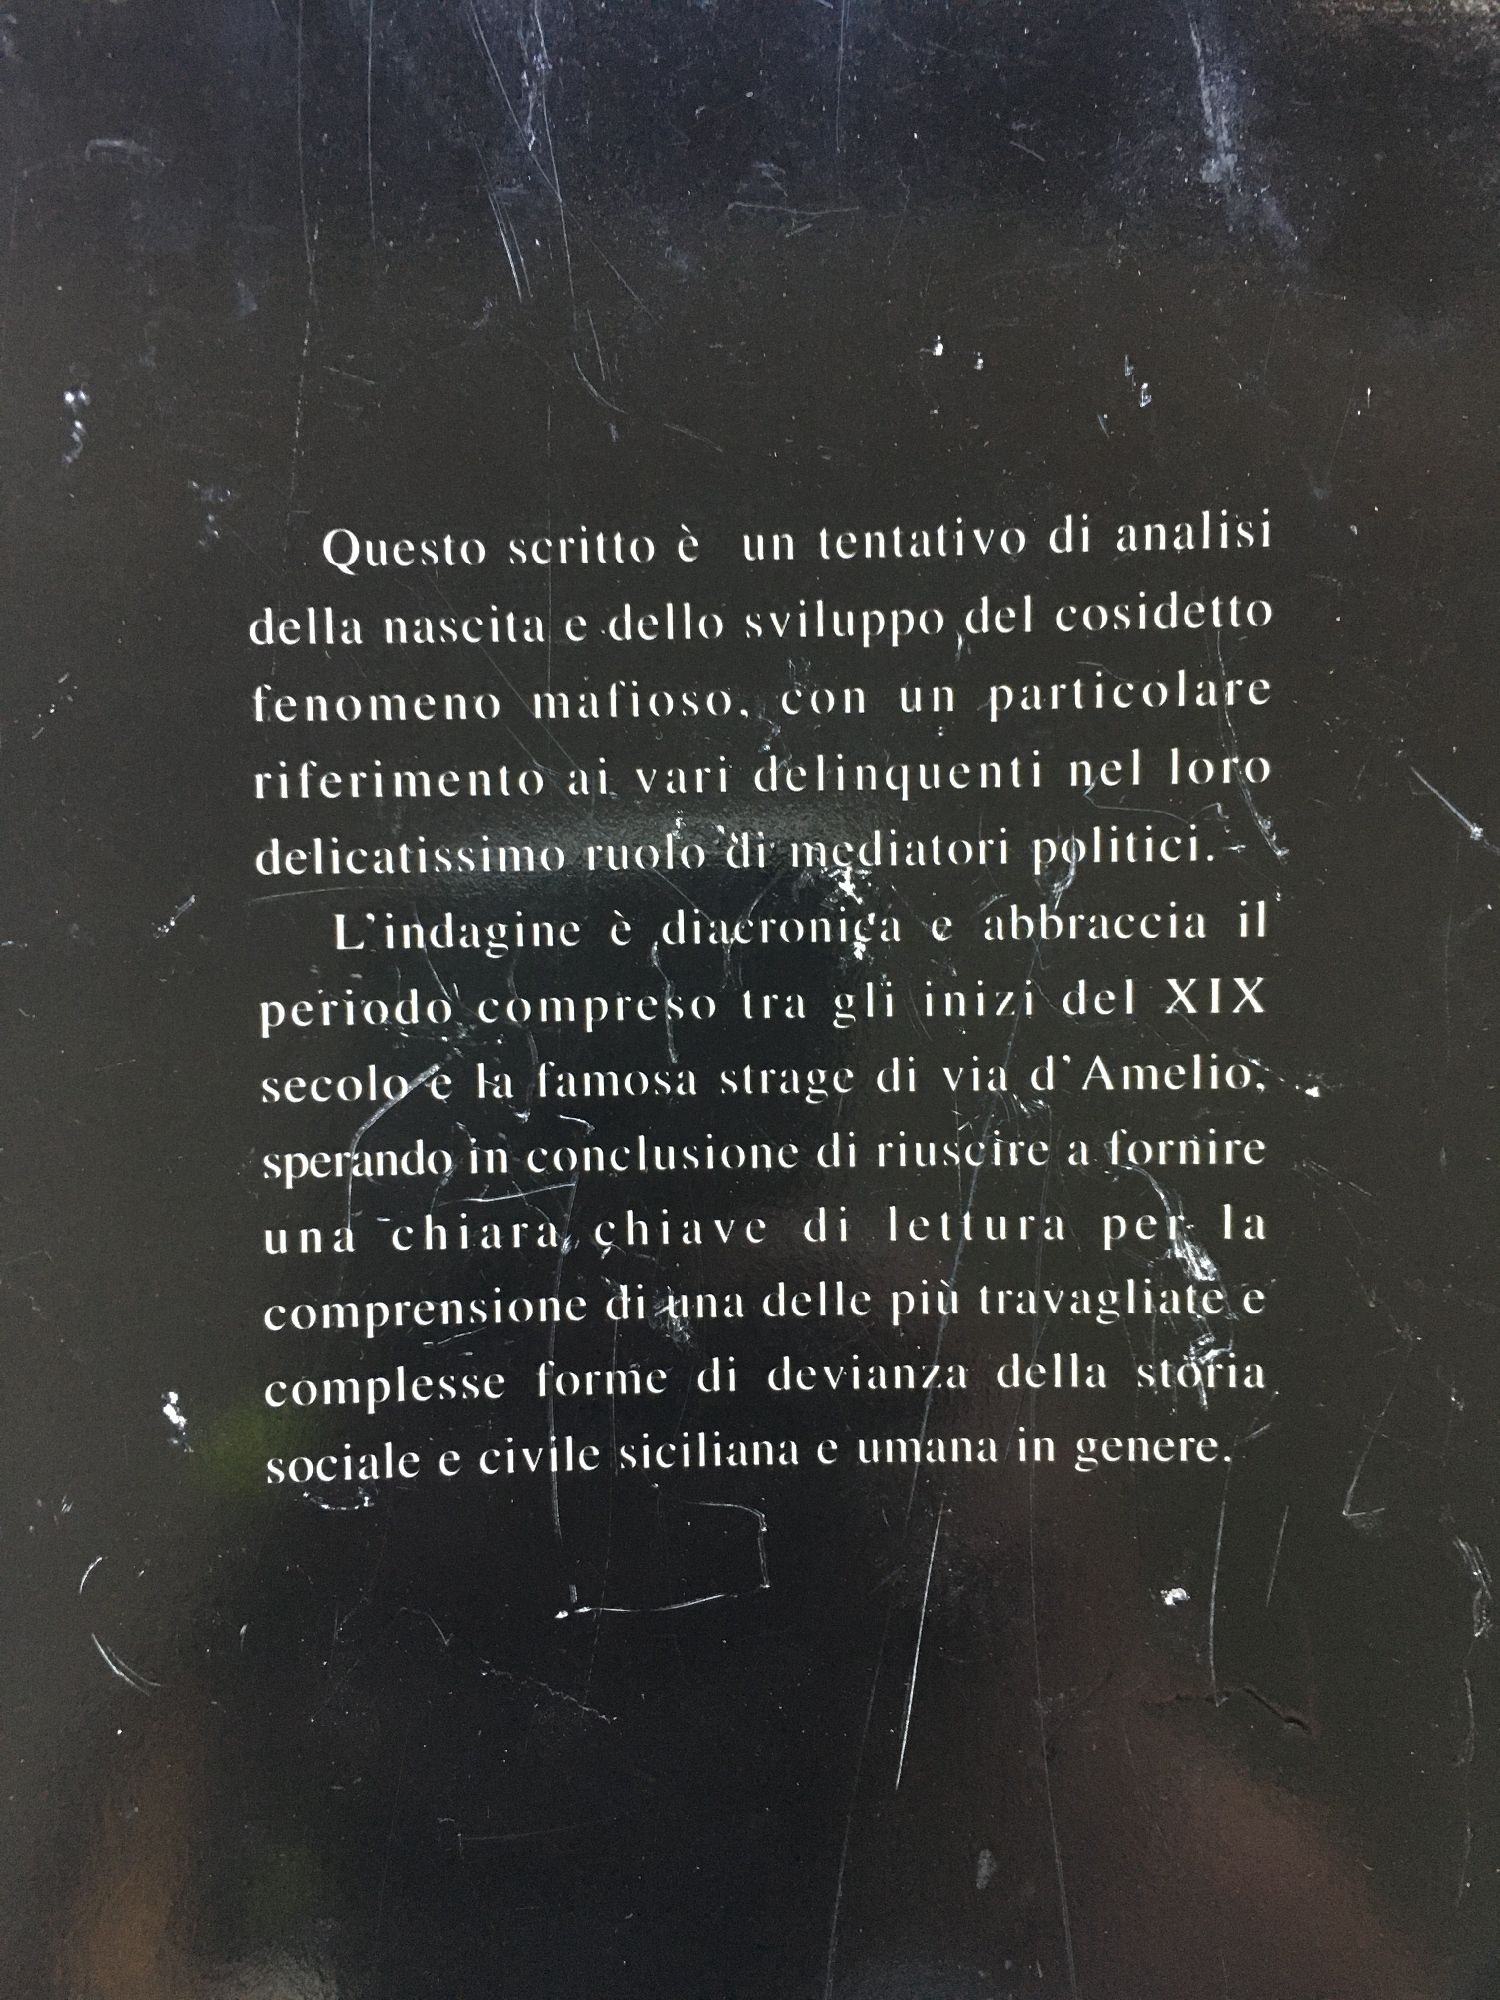 Questo scritto è un tentativo di analisi
della nascita e dello sviluppo del cosidetto
fenomeno mafioso, con un particolare
riferimento ai vari delinquenti nel loro
delicatissimo ruolo di mediatori politici.
L'indagine è diacronica e abbraccia il
periodo compreso tra gli inizi del XIX
secolo e la famosa strage di via d'Amelio,
sperando in conclusione di riuscire a fornire
una chiara chiave di lettura per la
comprensione di una delle più travagliate e
complesse forme di devianza della storia
sociale e civile siciliana e umana in genere.